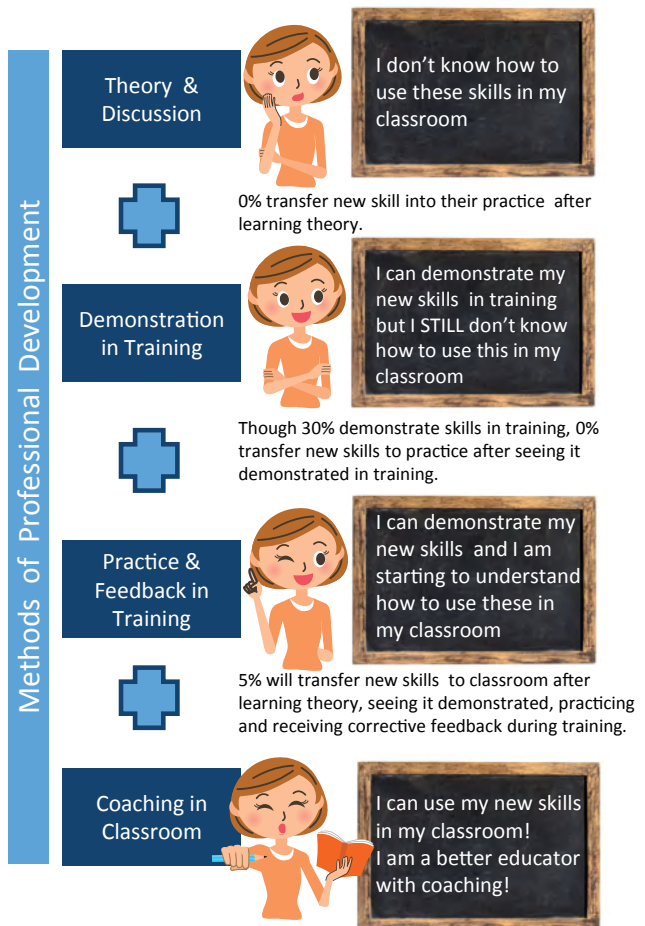 Methods of Professional Development
Theory &
Discussion
I don’t know how to
use these skills in my
classroom
0% transfer new skill into their practice after
learning theory.
Demonstration
in Training
I can demonstrate my
new skills in training
but I STILL don’t know
how to use this in my
classroom
Though 30% demonstrate skills in training, 0%
transfer new skills to practice after seeing it
demonstrated in training.
Practice &
Feedback in
Training
I can demonstrate my
new skills and I am
starting to understand
how to use these in
my classroom
5% will transfer new skills to classroom after
learning theory, seeing it demonstrated, practicing
and receiving corrective feedback during training.
Coaching in
Classroom
I can use my new skills
in my classroom!
I am a better educator
with coaching!